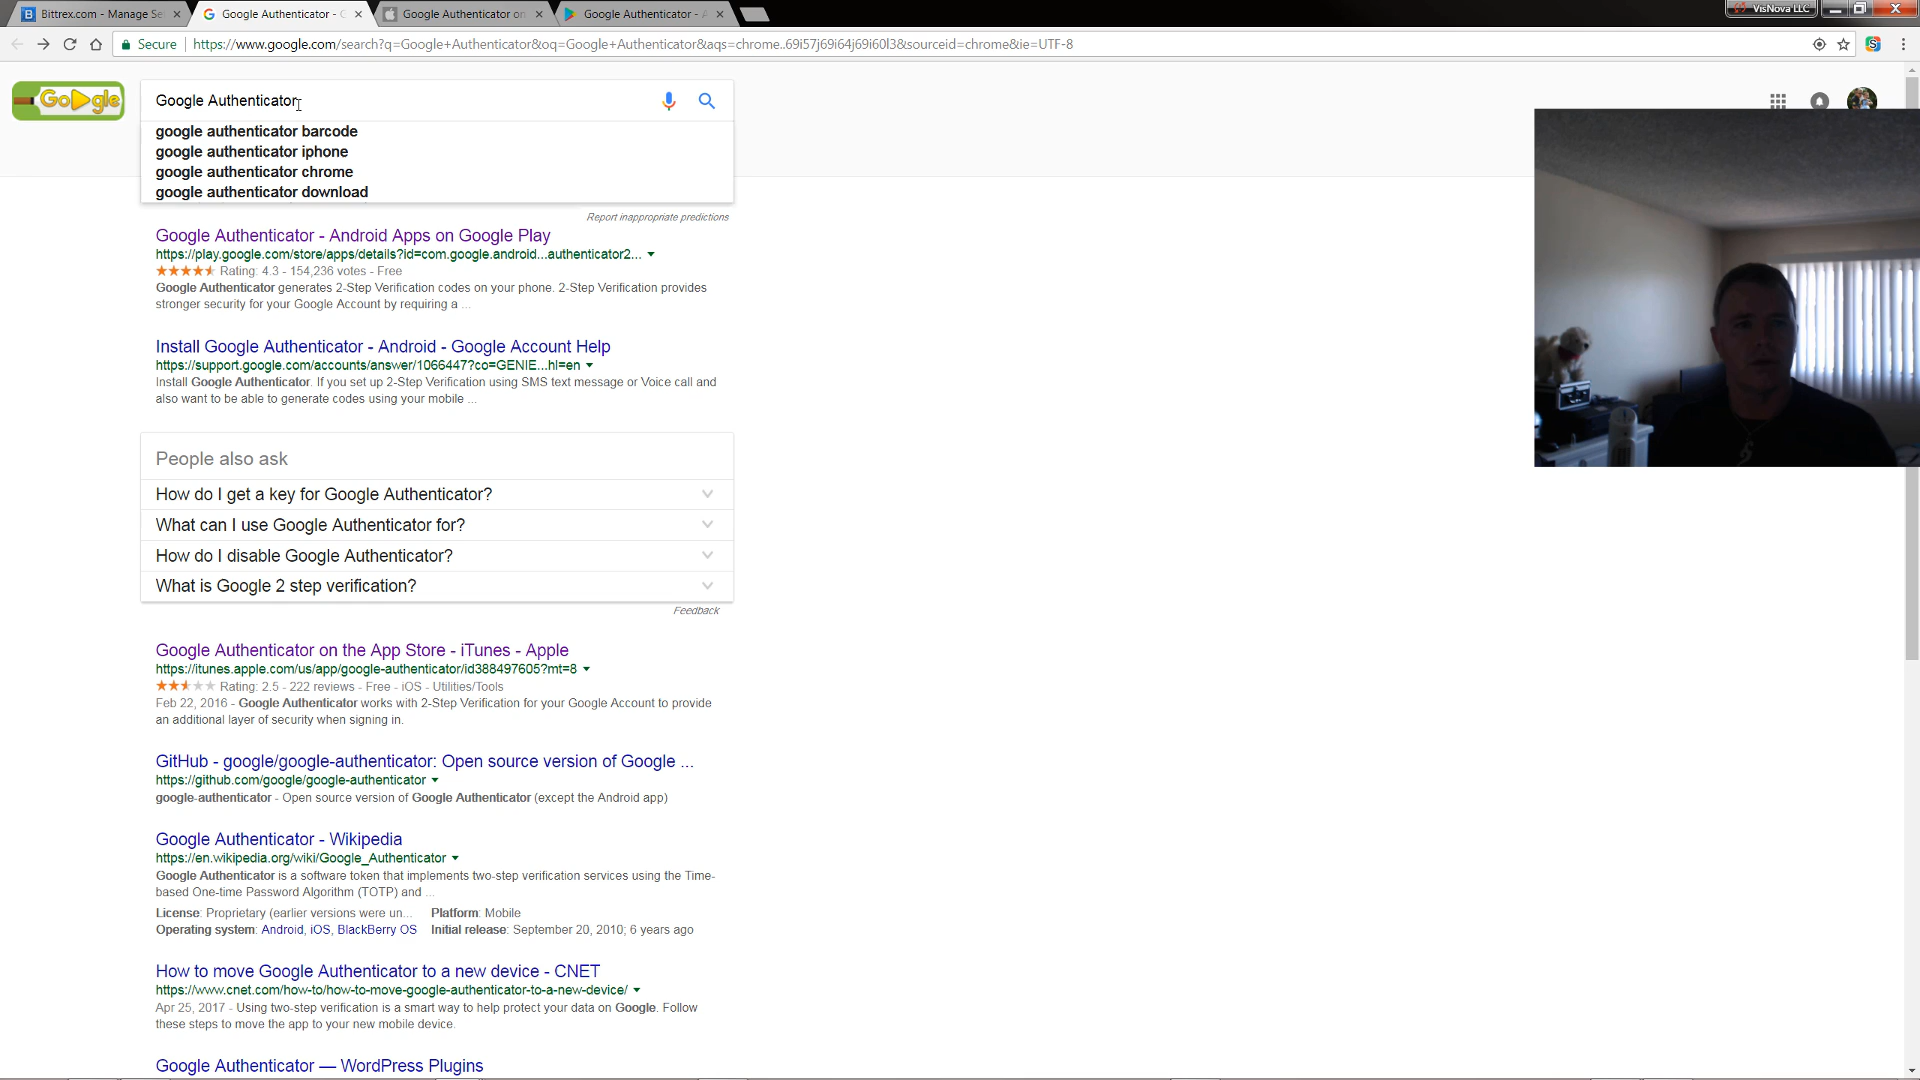 Bittrex.com - Manage Se
Google Authenticator - G
Google Authenticator on
Google Authenticator - A
VisNova LLC
Secure
https://www.google.com/search?q=Google+Authenticator&oq=Google+Authenticator&aqs=chrome..69i57j69i64j69i60l3&sourceid=chrome&ie=UTF-8
Google
Google Authenticator
google authenticator barcode
google authenticator iphone
google authenticator chrome
google authenticator download
Report inappropriate predictions
Google Authenticator - Android Apps on Google Play
https://play.google.com/store/apps/details?id=com.google.android...authenticator2...
Rating: 4.3 - 154,236 votes - Free
Google Authenticator generates 2-Step Verification codes on your phone. 2-Step Verification provides
stronger security for your Google Account by requiring a ...
Install Google Authenticator - Android - Google Account Help
https://support.google.com/accounts/answer/1066447?co=GENIE...hl=en
Install Google Authenticator. If you set up 2-Step Verification using SMS text message or Voice call and
also want to be able to generate codes using your mobile ...
People also ask
How do I get a key for Google Authenticator?
What can I use Google Authenticator for?
How do I disable Google Authenticator?
What is Google 2 step verification?
Feedback
Google Authenticator on the App Store - iTunes - Apple
https://itunes.apple.com/us/app/google-authenticator/id388497605?mt=8
Rating: 2.5 - 222 reviews - Free - iOS - Utilities/Tools
Feb 22, 2016 - Google Authenticator works with 2-Step Verification for your Google Account to provide
an additional layer of security when signing in.
GitHub - google/google-authenticator: Open source version of Google ...
https://github.com/google/google-authenticator
google-authenticator - Open source version of Google Authenticator (except the Android app)
Google Authenticator - Wikipedia
https://en.wikipedia.org/wiki/Google_Authenticator
Google Authenticator is a software token that implements two-step verification services using the Time-
based One-time Password Algorithm (TOTP) and ...
License: Proprietary (earlier versions were un... Platform: Mobile
Operating system: Android, iOS, BlackBerry OS Initial release: September 20, 2010; 6 years ago
How to move Google Authenticator to a new device - CNET
https://www.cnet.com/how-to/how-to-move-google-authenticator-to-a-new-device/
Apr 25, 2017 - Using two-step verification is a smart way to help protect your data on Google. Follow
these steps to move the app to your new mobile device.
Google Authenticator — WordPress Plugins